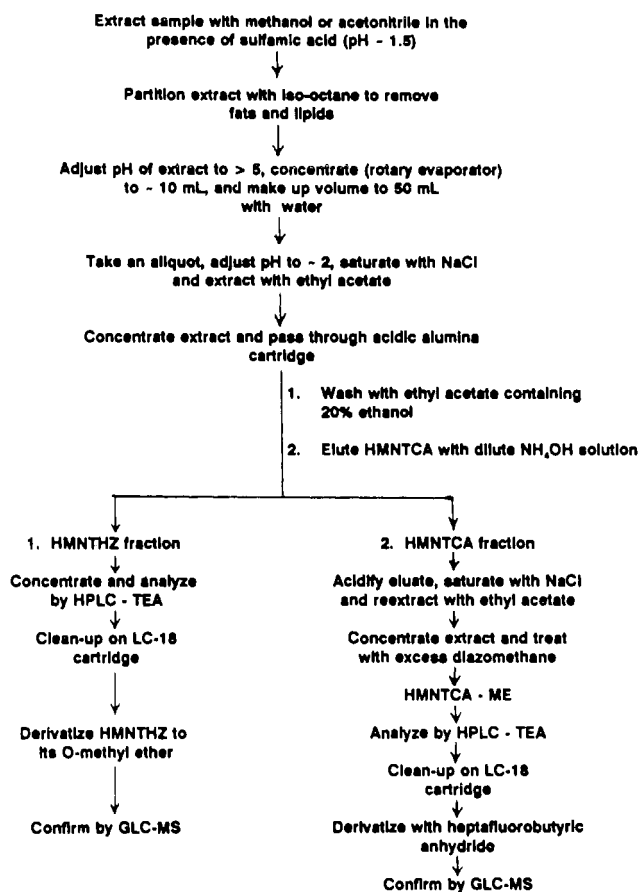 Extract sample with methanol or acetonitrile in the
presence of sulfamic acid (pH ~ 1.5)
Partition extract with iso-octane to remove
fats and lipids
Adjust pH of extract to > 5, concentrate (rotary evaporator)
to ~ 10 mL, and make up volume to 50 mL
with water
Take an aliquot, adjust pH to ~ 2, saturate with NaCl
and extract with ethyl acetate
Concentrate extract and pass through acidic alumina
cartridge
1. Wash with ethyl acetate containing
20% ethanol
2. Elute HMNTCA with dilute NH₄OH solution
1. HMNTHZ fraction
Concentrate and analyze
by HPLC - TEA
Clean-up on LC-18
cartridge
Derivatize HMNTHZ to
its O-methyl ether
Confirm by GLC-MS
2. HMNTCA fraction
Acidify eluate, saturate with NaCl
and reextract with ethyl acetate
Concentrate extract and treat
with excess diazomethane
HMNTCA - ME
Analyze by HPLC - TEA
Clean-up on LC-18
cartridge
Derivatize with heptafluorobutyric
anhydride
Confirm by GLC-MS